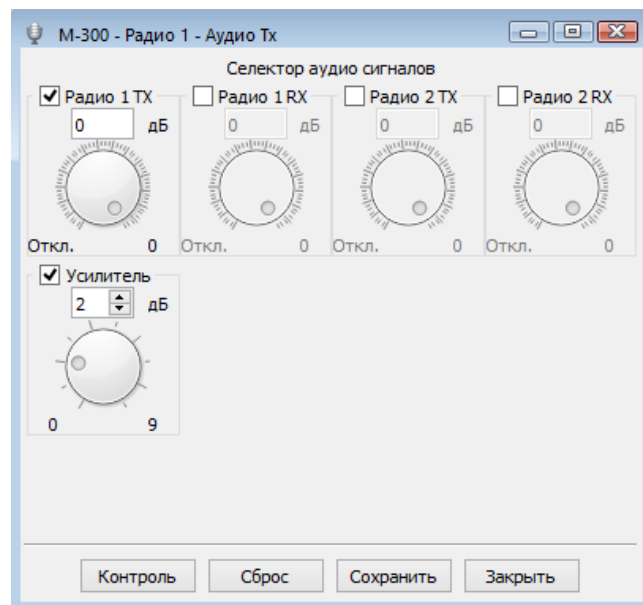 М-300 - Радио 1 - Аудио Tx
Селектор аудио сигналов
Радио 1 TX Радио 1 RX Радио 2 TX Радио 2 RX
0 дБ 0 дБ 0 дБ 0 дБ
Откл. 0 Откл. 0 Откл. 0 Откл. 0
Усилитель
2 дБ
0 9
Контроль Сброс Сохранить Закрыть